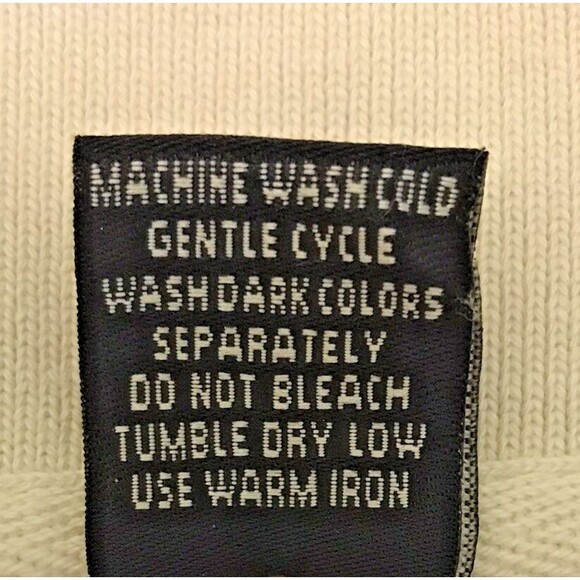 MACHINE WASH COLD
GENTLE CYCLE
WASH DARK COLORS
SEPARATELY
DO NOT BLEACH
TUMBLE DRY LOW
USE WARM IRON